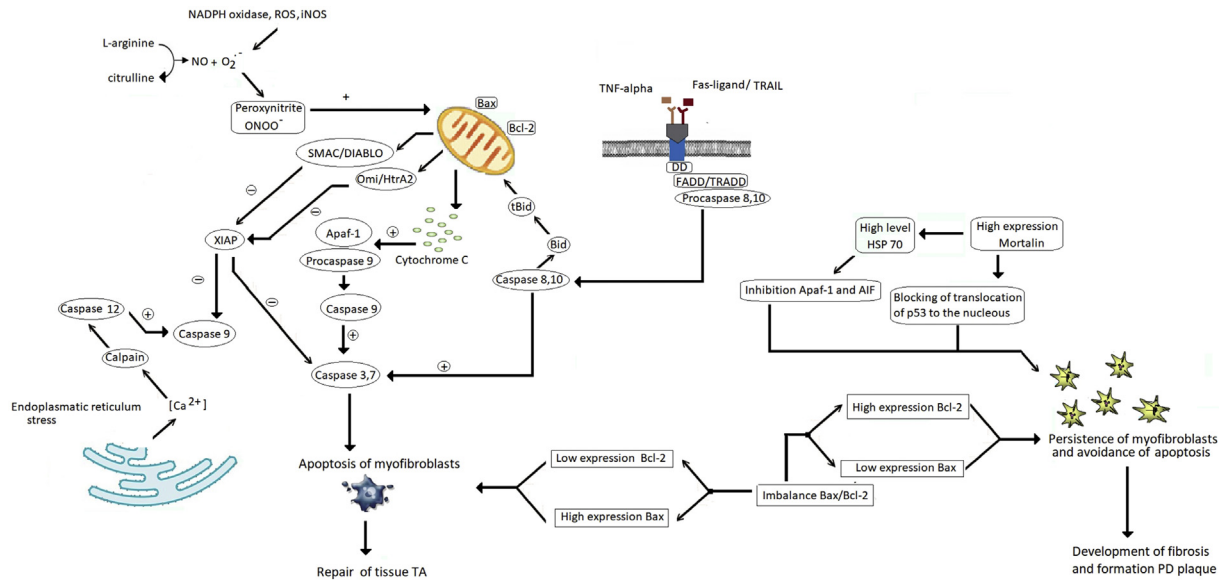 NADPH oxidase, ROS, iNOS
L-arginine
NO + O2·-
citrulline
Peroxynitrite
ONOO-
+
Bax
Bcl-2
SMAC/DIABLO
Omi/HtrA2
TNF-alpha
Fas-ligand/ TRAIL
DD
FADD/TRADD
Procaspase 8,10
tBid
Bid
Caspase 8,10
XIAP
Apaf-1
Procaspase 9
Cytochrome C
+
-
-
-
-
Caspase 9
+
Caspase 3,7
+
Caspase 12
+
Caspase 9
Calpain
[Ca2+]
Endoplasmatic reticulum
stress
High level
HSP 70
High expression
Mortalin
Inhibition Apaf-1 and AIF
Blocking of translocation
of p53 to the nucleous
Apoptosis of myofibroblasts
Repair of tissue TA
Low expression Bcl-2
High expression Bax
Imbalance Bax/Bcl-2
High expression Bcl-2
Low expression Bax
Persistence of myofibroblasts
and avoidance of apoptosis
Development of fibrosis
and formation PD plaque